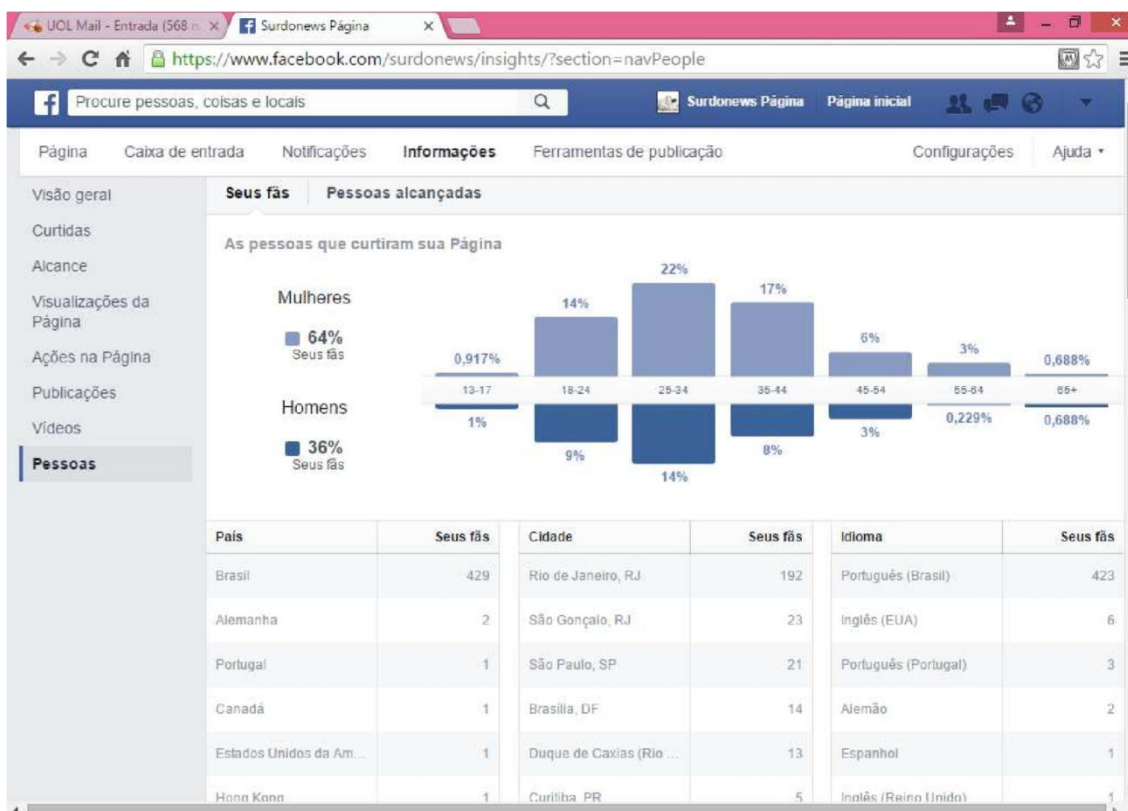 UOL Mail - Entrada (568 n
Surdonews Página
https://www.facebook.com/surdonews/insights/?section=navPeople
Procure pessoas, coisas e locais
Surdonews Página
Página inicial
Página
Caixa de entrada
Notificações
Informações
Ferramentas de publicação
Configurações
Ajuda
Visão geral
Curtidas
Alcance
Visualizações da
Página
Ações na Página
Publicações
Vídeos
Pessoas
Seus fãs
Pessoas alcançadas
As pessoas que curtiram sua Página
Mulheres
64%
Seus fãs
Homens
36%
Seus fãs
0,917% 14% 22% 17% 6% 3% 0,688%
13-17 18-24 25-34 35-44 45-54 55-64 65+
1% 9% 14% 8% 3% 0,229% 0,688%
País Seus fãs Cidade Seus fãs Idioma Seus fãs
Brasil 429 Rio de Janeiro, RJ 192 Português (Brasil) 423
Alemanha 2 São Gonçalo, RJ 23 Inglês (EUA) 6
Portugal 1 São Paulo, SP 21 Português (Portugal) 3
Canadá 1 Brasília, DF 14 Alemão 2
Estados Unidos da Am... 1 Duque de Caxias (Rio ... 13 Espanhol 1
Hong Kong 1 Curitiba, PR 5 Inglês (Reino Unido) 1